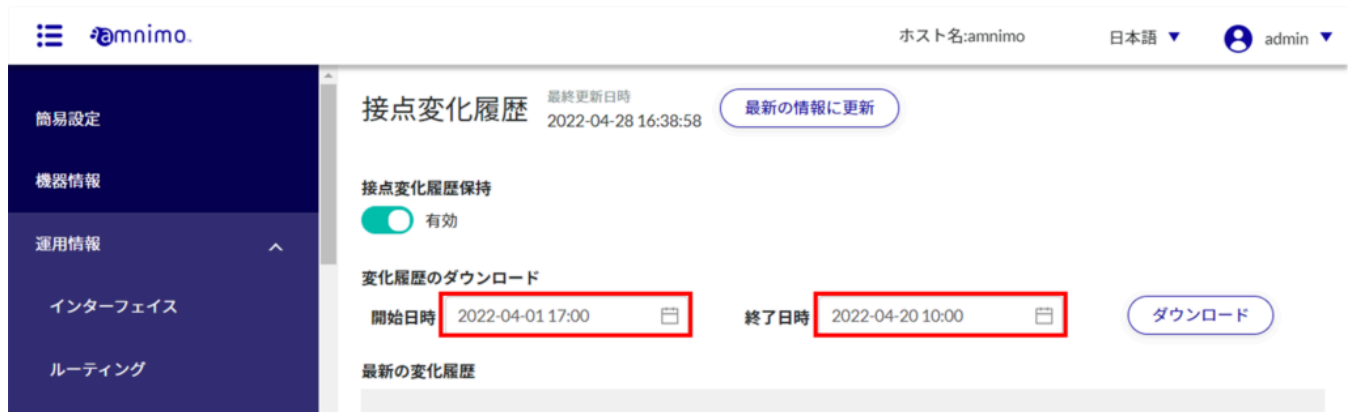 amnimo
ホスト名:amnimo
日本語 ▼
admin ▼
簡易設定
機器情報
運用情報
インターフェイス
ルーティング
接点変化履歴
最終更新日時
2022-04-28 16:38:58
最新の情報に更新
接点変化履歴保持
有効
変化履歴のダウンロード
開始日時 2022-04-01 17:00 終了日時 2022-04-20 10:00 ダウンロード
最新の変化履歴